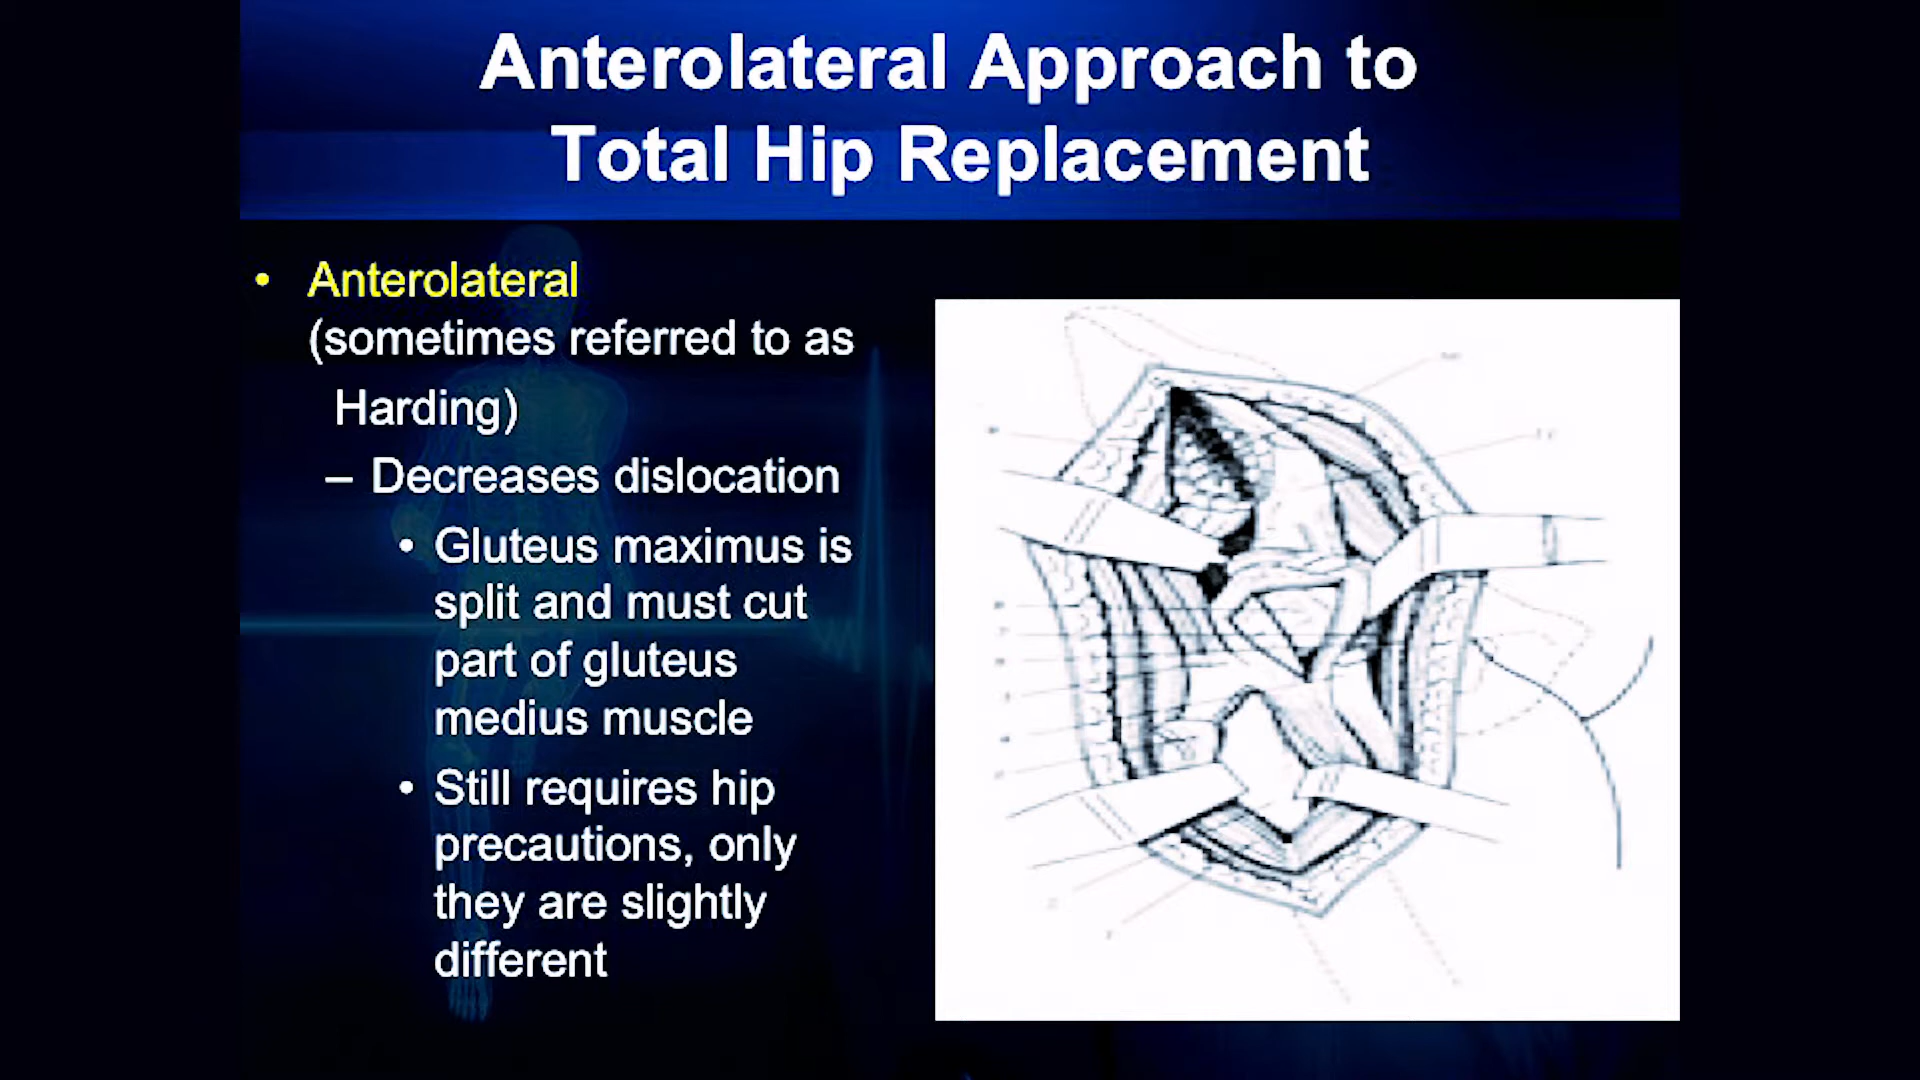 Anterolateral Approach to
Total Hip Replacement
• Anterolateral
(sometimes referred to as
Harding)
– Decreases dislocation
• Gluteus maximus is
split and must cut
part of gluteus
medius muscle
• Still requires hip
precautions, only
they are slightly
different